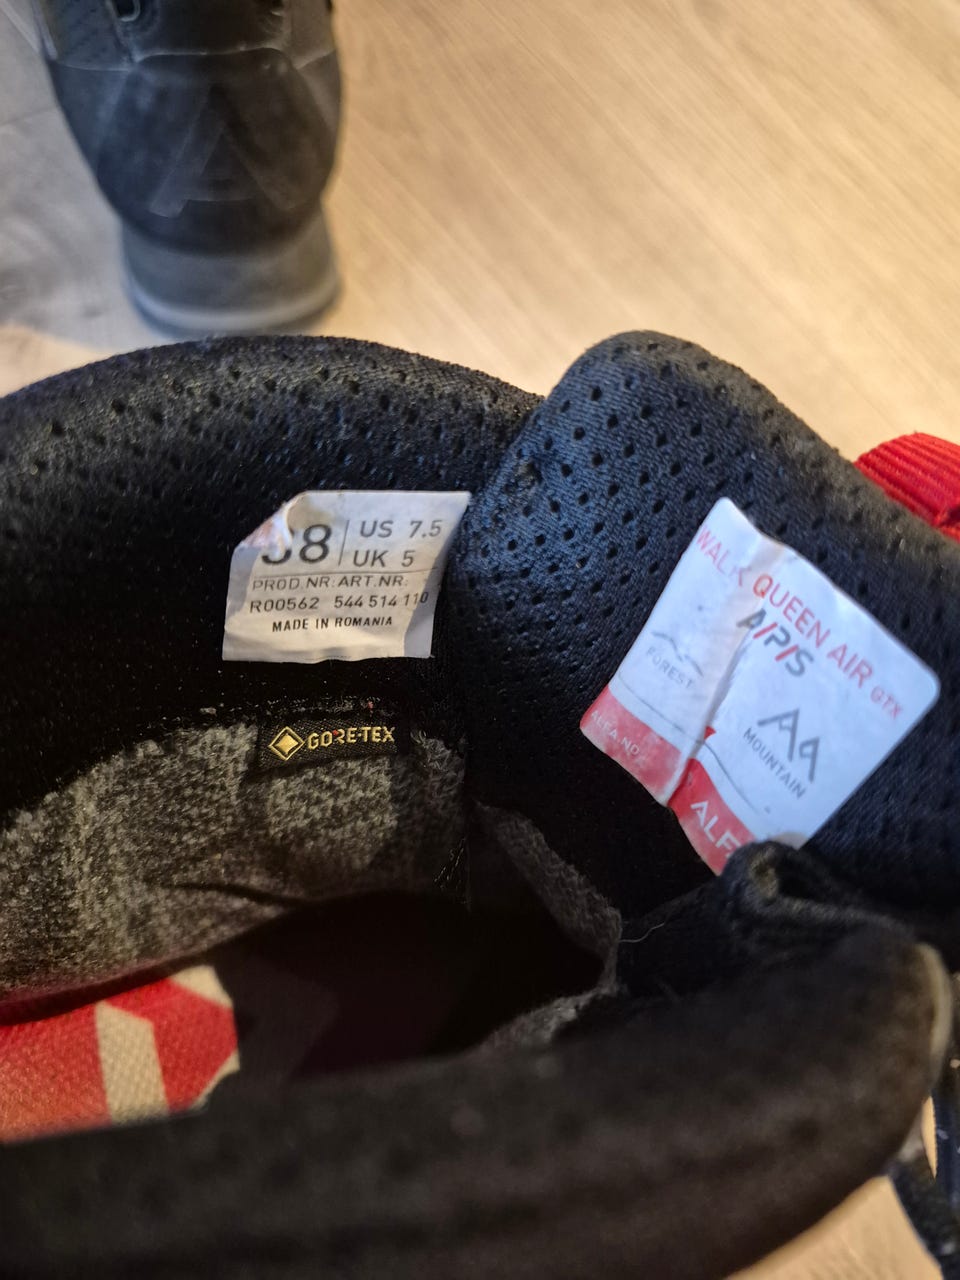 38 US 7.5
UK 5
PROD.NR: ART.NR:
R00562 544 514 110
MADE IN ROMANIA
GORE-TEX
WALK QUEEN AIR GTX
A/P/S
FOREST
MOUNTAIN